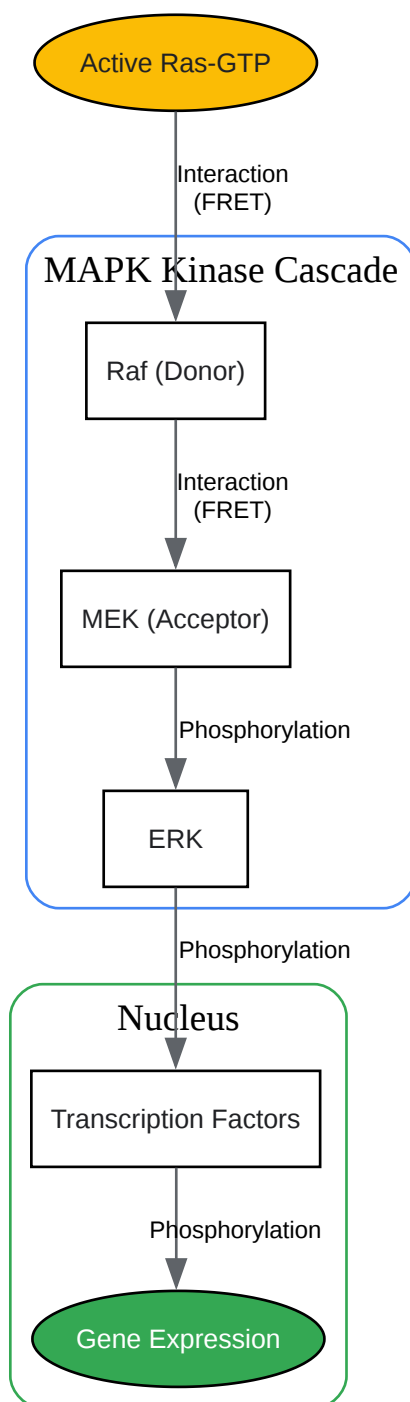 Active Ras-GTP
Interaction
(FRET)
MAPK Kinase Cascade
Raf (Donor)
Interaction
(FRET)
MEK (Acceptor)
Phosphorylation
ERK
Phosphorylation
Nucleus
Transcription Factors
Phosphorylation
Gene Expression